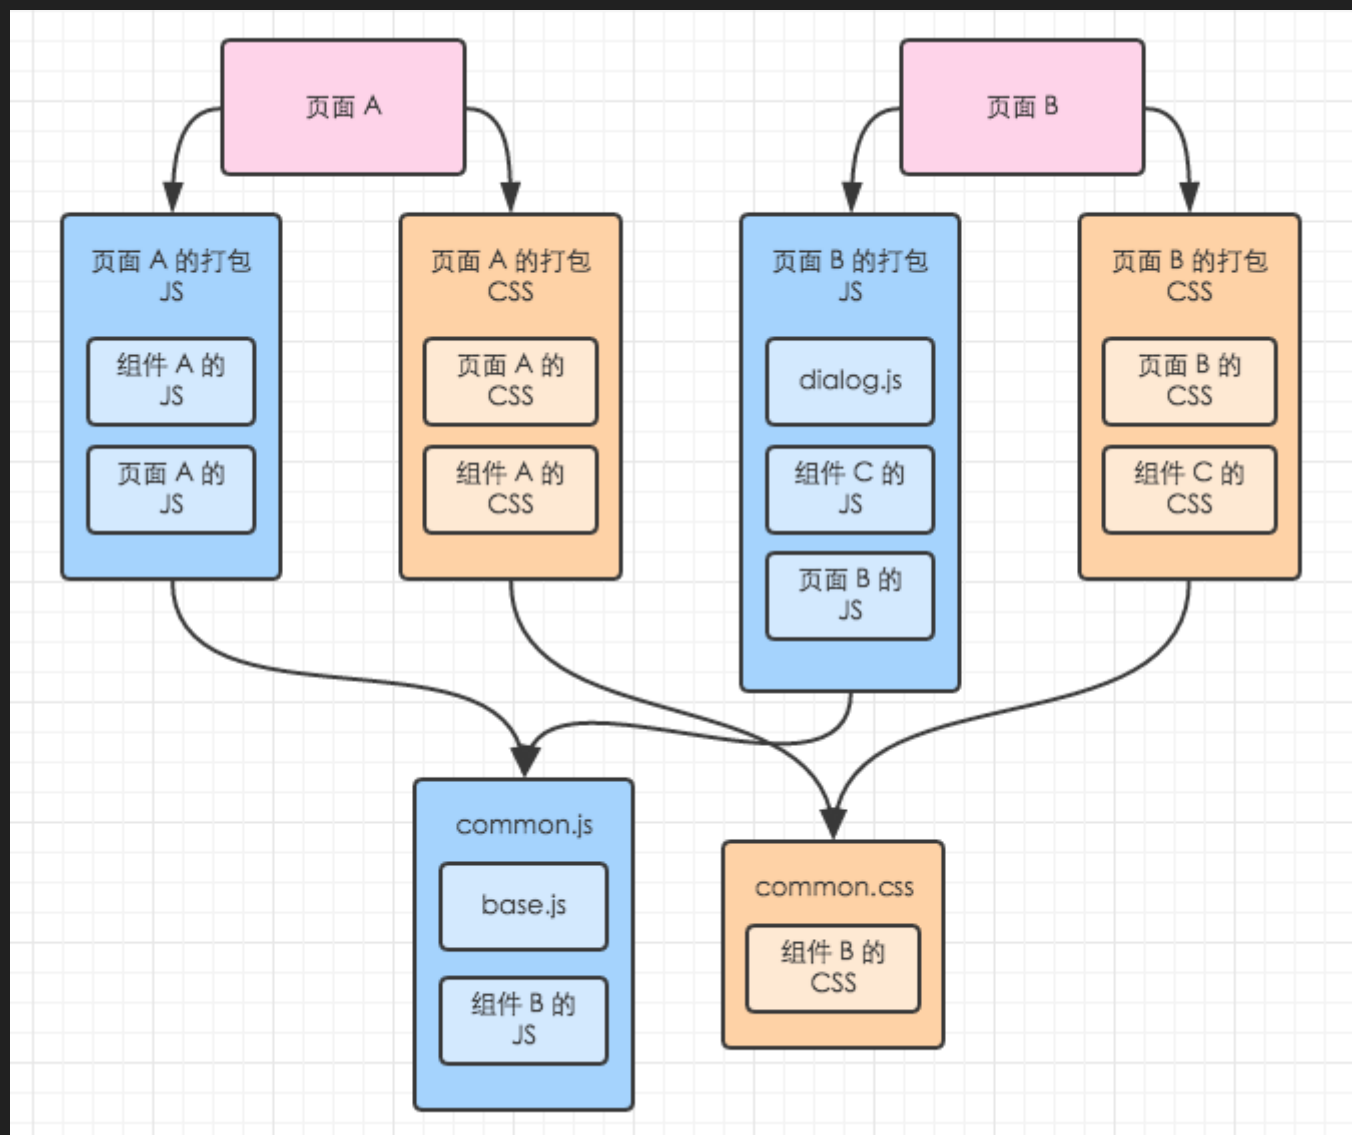 页面 A
页面 B
页面 A 的打包
JS
组件 A 的
JS
页面 A 的
JS
页面 A 的打包
CSS
页面 A 的
CSS
组件 A 的
CSS
页面 B 的打包
JS
dialog.js
组件 C 的
JS
页面 B 的
JS
页面 B 的打包
CSS
页面 B 的
CSS
组件 C 的
CSS
common.js
base.js
组件 B 的
JS
common.css
组件 B 的
CSS